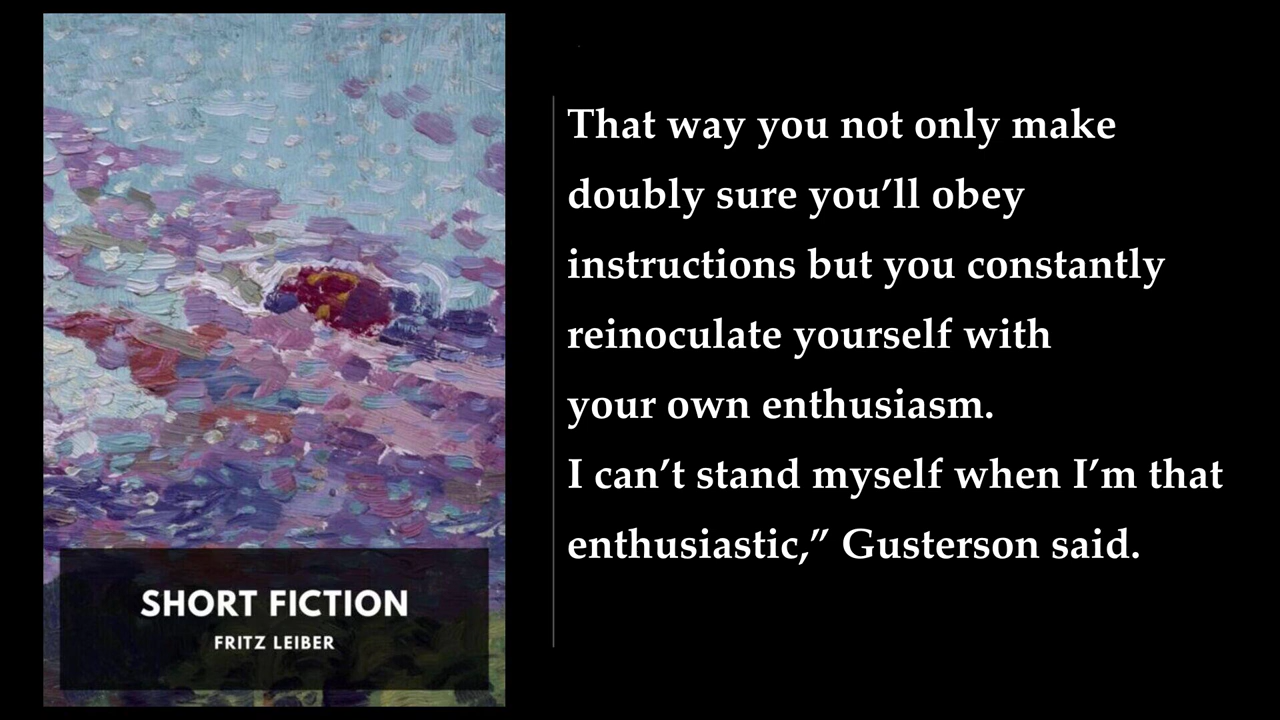 SHORT FICTION
FRITZ LEIBER
That way you not only make
doubly sure you’ll obey
instructions but you constantly
reinoculate yourself with
your own enthusiasm.
I can’t stand myself when I’m that
enthusiastic,” Gusterson said.